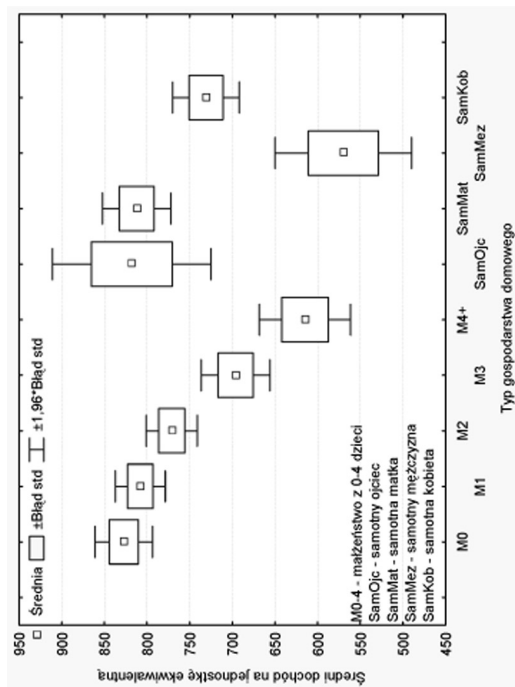 □ Średnia ±Błąd std ±1,96*Błąd std
950
900
850
800
750
700
650
600
550
500
450
Średni dochód na jednostkę ekwiwalentną
M0-4 - małżeństwo z 0-4 dzieci
SamOjc - samotny ojciec
SamMat - samotna matka
SamMez - samotny mężczyzna
SamKob - samotna kobieta
M0
M1
M2
M3
M4+
SamOjc
SamMat
SamMez
SamKob
Typ gospodarstwa domowego